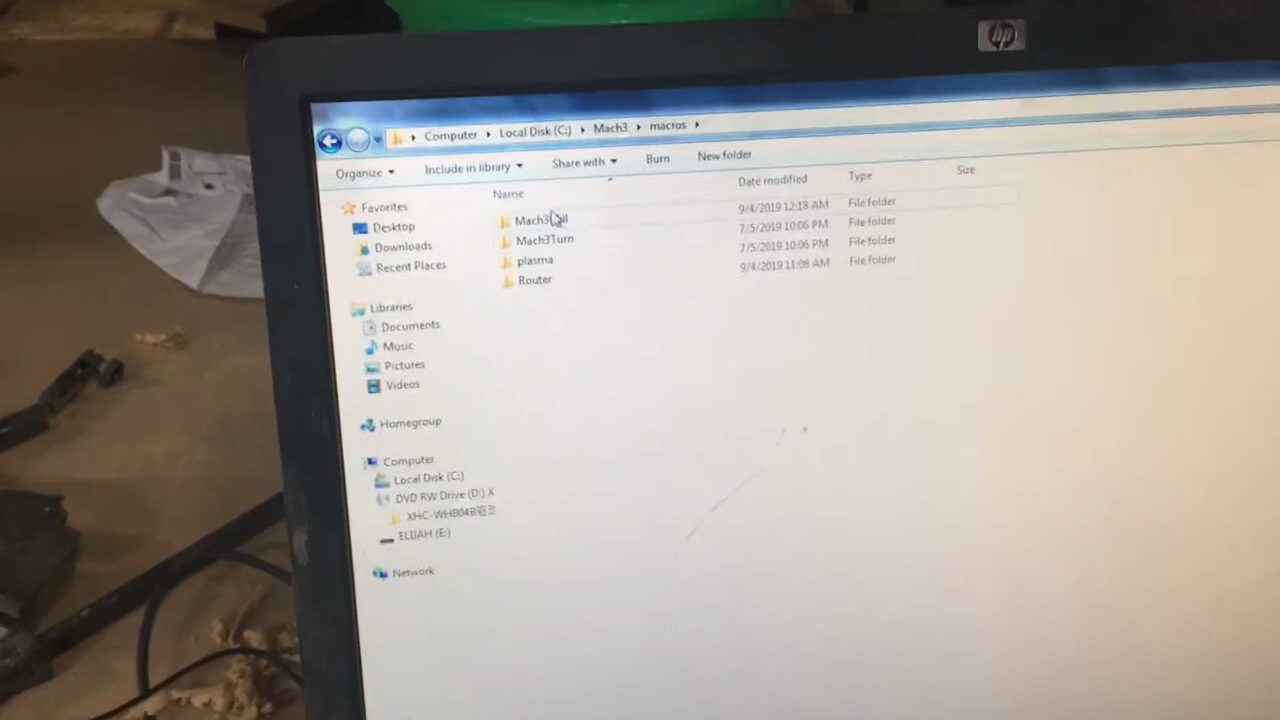 hp
Computer Local Disk (C:) Mach3 macros
Organize Include in library Share with Burn New folder
Name Date modified Type Size
Favorites
Desktop
Downloads
Recent Places
Libraries
Documents
Music
Pictures
Videos
Homegroup
Computer
Local Disk (C:)
DVD RW Drive (D:) X
ELIJAH (E:)
Network
9/4/2019 12:18 AM File folder
Mach3Turn 7/5/2019 10:06 PM File folder
plasma 7/5/2019 10:06 PM File folder
Router 9/4/2019 11:08 AM File folder